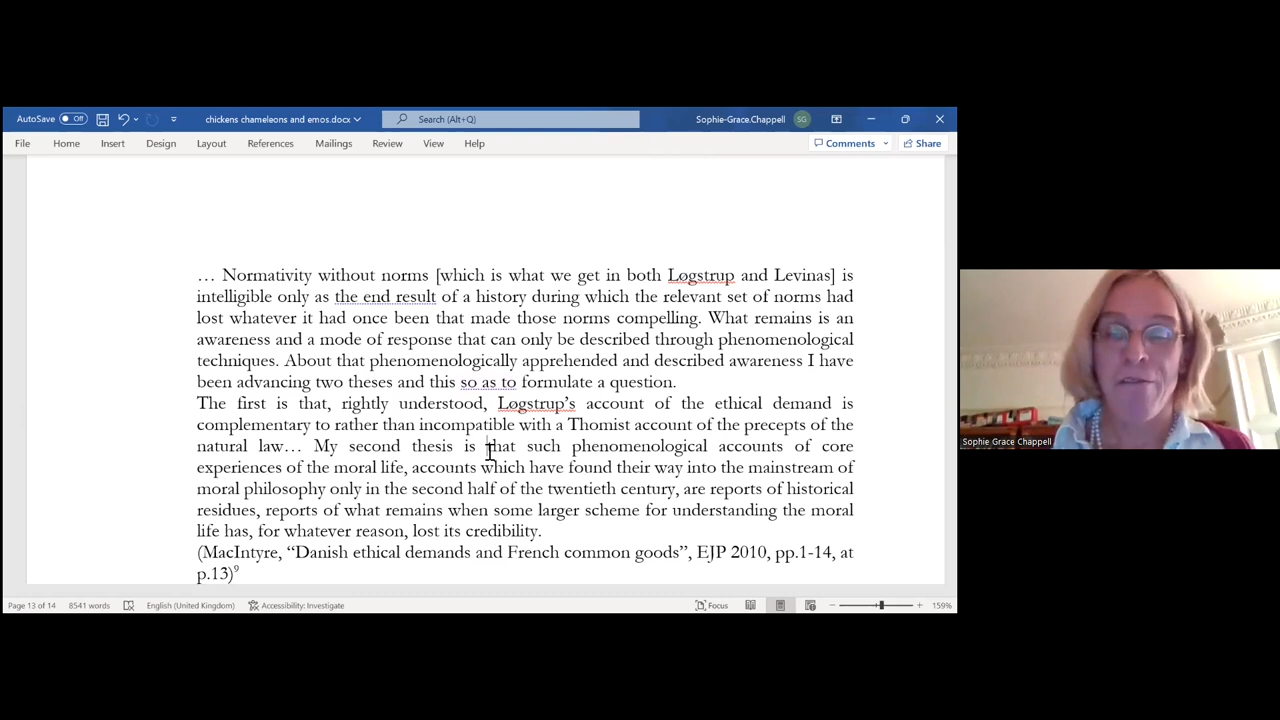 AutoSave Off chickens chameleons and emos.docx Search (Alt+Q) Sophie-Grace.Chappell SG
File Home Insert Design Layout References Mailings Review View Help Comments Share
… Normativity without norms [which is what we get in both Løgstrup and Levinas] is
intelligible only as the end result of a history during which the relevant set of norms had
lost whatever it had once been that made those norms compelling. What remains is an
awareness and a mode of response that can only be described through phenomenological
techniques. About that phenomenologically apprehended and described awareness I have
been advancing two theses and this so as to formulate a question.
The first is that, rightly understood, Løgstrup’s account of the ethical demand is
complementary to rather than incompatible with a Thomist account of the precepts of the
natural law… My second thesis is that such phenomenological accounts of core
experiences of the moral life, accounts which have found their way into the mainstream of
moral philosophy only in the second half of the twentieth century, are reports of historical
residues, reports of what remains when some larger scheme for understanding the moral
life has, for whatever reason, lost its credibility.
(MacIntyre, “Danish ethical demands and French common goods”, EJP 2010, pp.1-14, at
p.13)⁹
Page 13 of 14 8541 words English (United Kingdom) Accessibility: Investigate Focus 159%
Sophie Grace Chappell